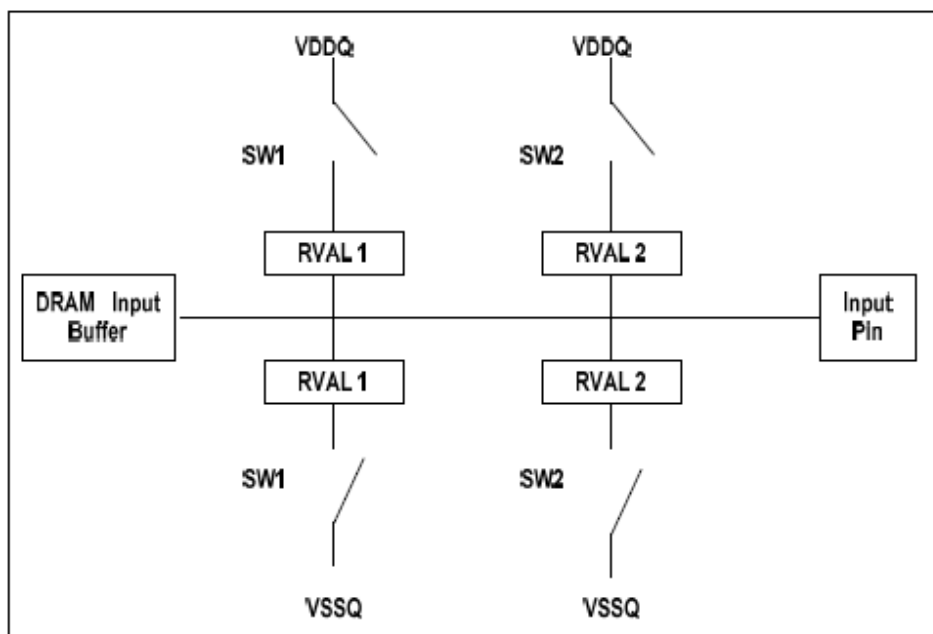 VDDQ
VDDQ
SW1
SW2
RVAL 1
RVAL 2
DRAM Input
Buffer
Input
Pin
RVAL 1
RVAL 2
SW1
SW2
VSSQ
VSSQ